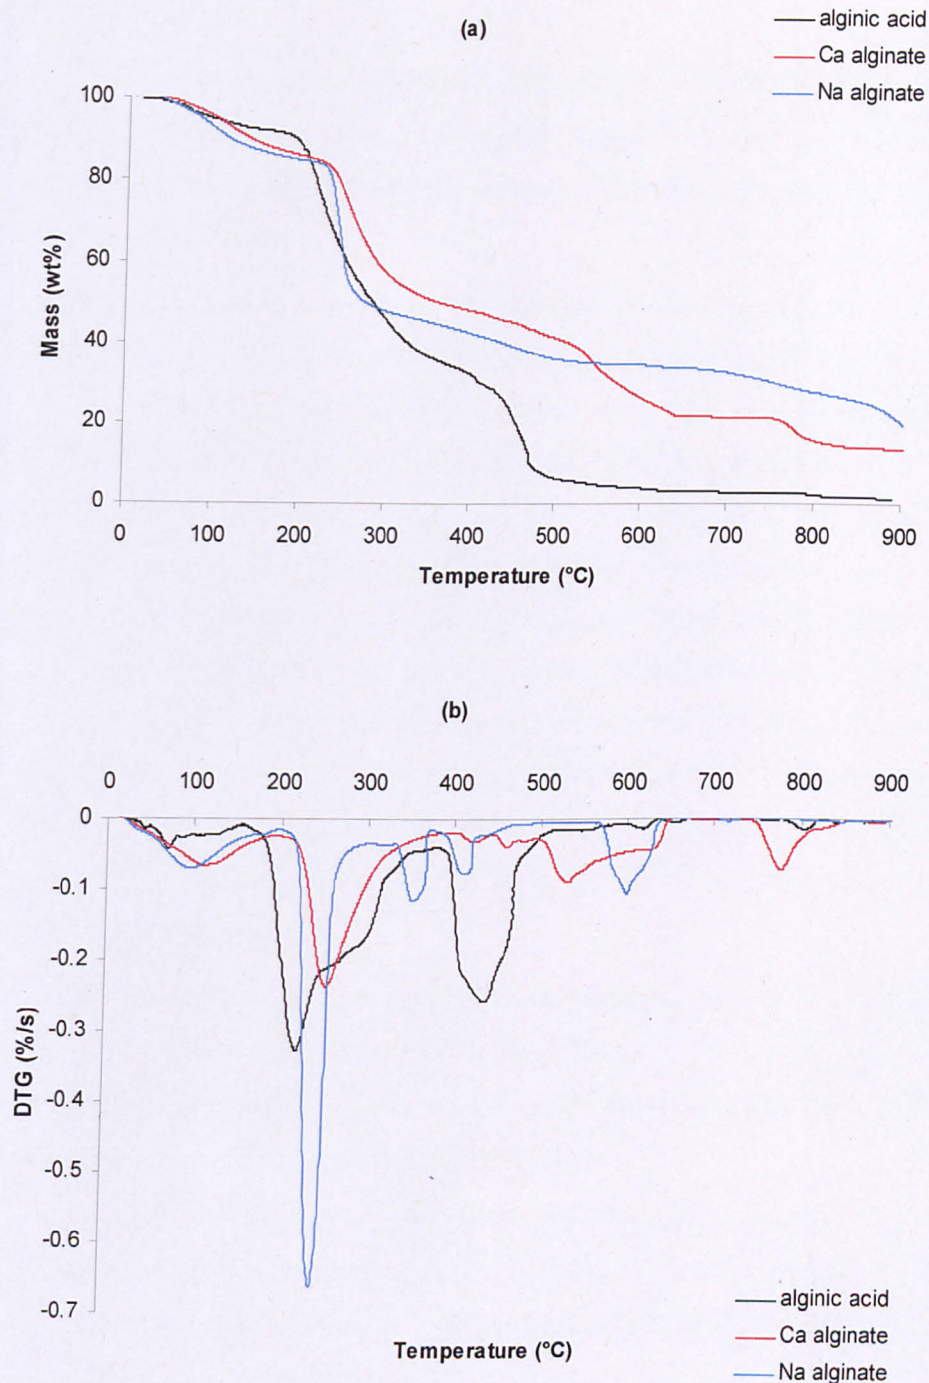 (a)
alginic acid
Ca alginate
Na alginate
100
80
60
40
20
0
Mass (wt%)
0 100 200 300 400 500 600 700 800 900
Temperature (°C)
(b)
0 100 200 300 400 500 600 700 800 900
0
-0.1
-0.2
-0.3
-0.4
-0.5
-0.6
-0.7
DTG (%/s)
Temperature (°C)
alginic acid
Ca alginate
Na alginate